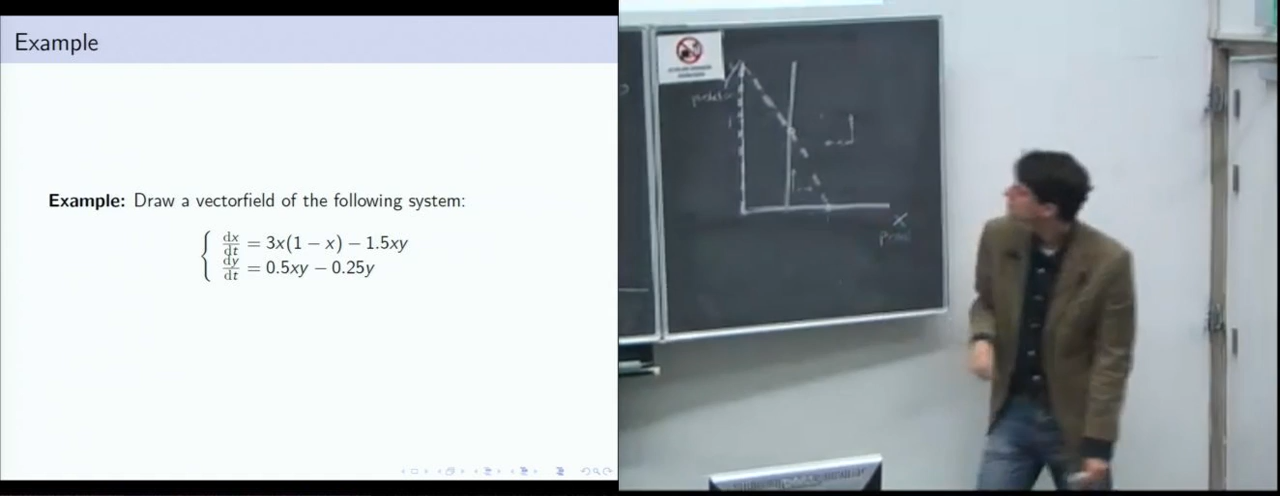 Example
Example: Draw a vectorfield of the following system:
dx/dt = 3x(1 − x) − 1.5xy
dy/dt = 0.5xy − 0.25y
x